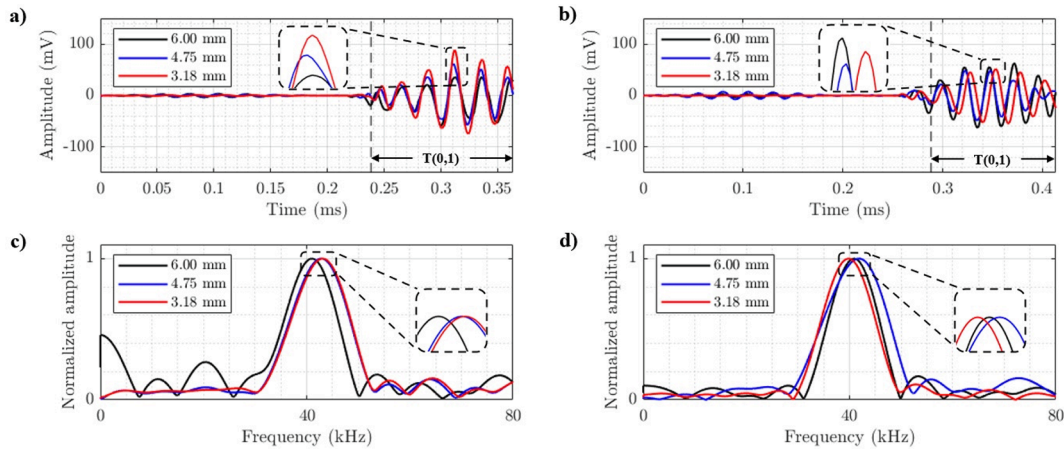 a)
6.00 mm
4.75 mm
3.18 mm
100
0
-100
Amplitude (mV)
T(0,1)
0 0.05 0.1 0.15 0.2 0.25 0.3 0.35
Time (ms)
b)
6.00 mm
4.75 mm
3.18 mm
100
0
-100
Amplitude (mV)
T(0,1)
0 0.1 0.2 0.3 0.4
Time (ms)
c)
6.00 mm
4.75 mm
3.18 mm
1
0
Normalized amplitude
0 40 80
Frequency (kHz)
d)
6.00 mm
4.75 mm
3.18 mm
1
0
Normalized amplitude
0 40 80
Frequency (kHz)